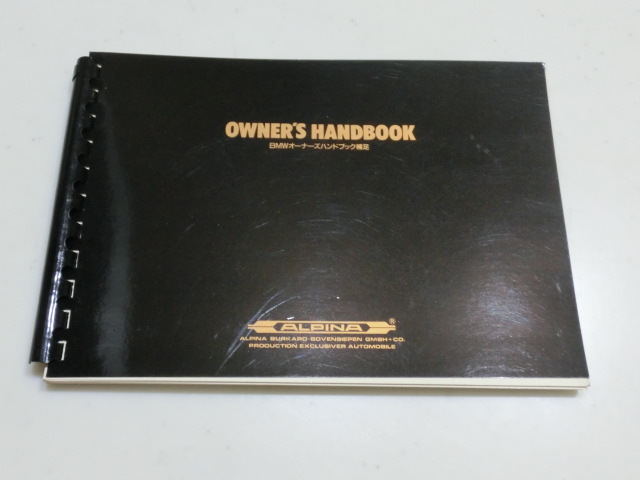 OWNER'S HANDBOOK
BMWオーナーズハンドブック補足
ALPINA®
ALPINA BURKARD BOVENSIEPEN GMBH+CO.
PRODUCTION EXCLUSIVER AUTOMOBILE